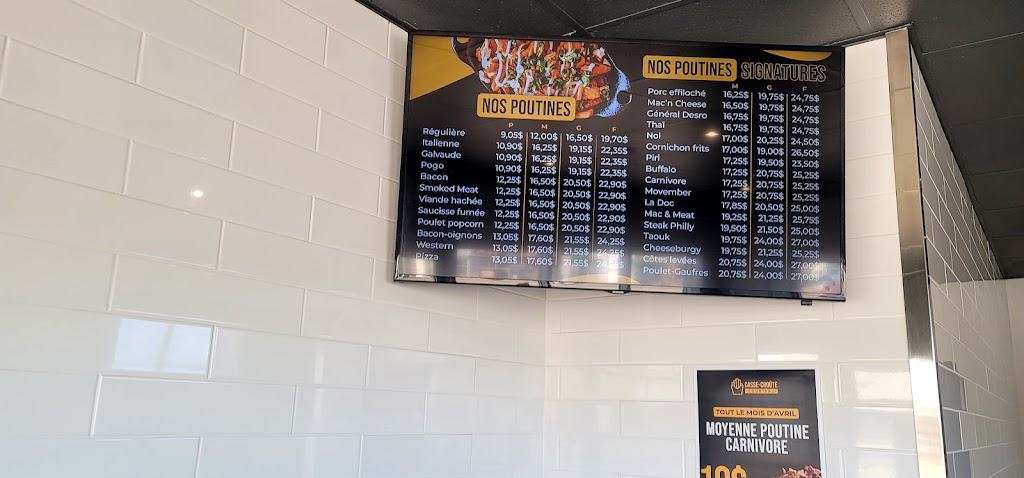 NOS POUTINES
P M G F
Régulière 9,05$ 12,00$ 16,50$ 19,70$
Italienne 10,90$ 16,25$ 19,15$ 22,35$
Galvaude 10,90$ 16,25$ 19,15$ 22,35$
Pogo 10,90$ 16,25$ 19,15$ 22,35$
Bacon 12,25$ 16,50$ 20,50$ 22,90$
Smoked Meat 12,25$ 16,50$ 20,50$ 22,90$
Viande hachée 12,25$ 16,50$ 20,50$ 22,90$
Saucisse fumée 12,25$ 16,50$ 20,50$ 22,90$
Poulet popcorn 12,25$ 16,50$ 20,50$ 22,90$
Bacon-oignons 13,05$ 17,60$ 21,55$ 24,25$
Western 13,05$ 17,60$ 21,55$ 24,25$
Pizza 13,05$ 17,60$ 21,55$ 24,25$
NOS POUTINES SIGNATURES
M G F
Porc effiloché 16,25$ 19,75$ 24,75$
Mac'n Cheese 16,50$ 19,75$ 24,75$
Général Desro 16,75$ 19,75$ 24,75$
Thaï 16,75$ 19,75$ 24,75$
Nol 17,00$ 20,25$ 24,50$
Cornichon frits 17,00$ 19,00$ 26,50$
Piri 17,25$ 19,50$ 23,50$
Buffalo 17,25$ 20,75$ 25,25$
Carnivore 17,25$ 20,75$ 25,25$
Movember 17,25$ 20,75$ 25,25$
La Doc 17,85$ 20,50$ 25,00$
Mac & Meat 19,25$ 21,25$ 25,75$
Steak Philly 19,50$ 21,50$ 25,00$
Taouk 19,75$ 24,00$ 27,00$
Cheeseburgy 19,75$ 21,25$ 25,25$
Côtes levées 20,75$ 24,00$ 27,00$
Poulet-Gaufres 20,75$ 24,00$ 27,00$
CASSE-CROÛTE
TOUT LE MOIS D'AVRIL
MOYENNE POUTINE
CARNIVORE